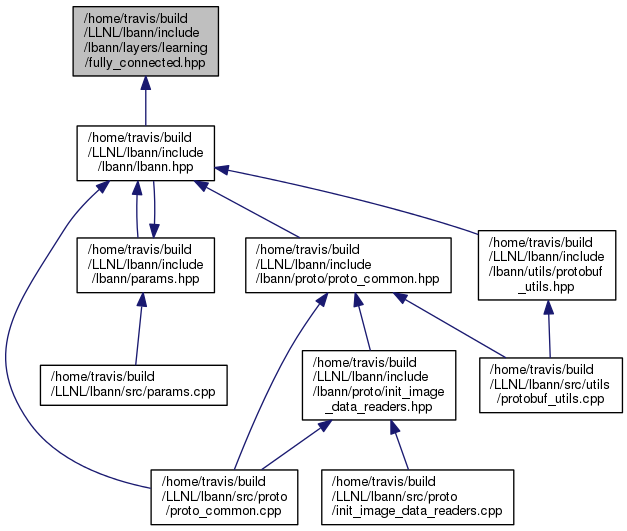 /home/travis/build
/LLNL/lbann/include
/lbann/layers/learning
/fully_connected.hpp
/home/travis/build
/LLNL/lbann/include
/lbann/lbann.hpp
/home/travis/build
/LLNL/lbann/include
/lbann/params.hpp
/home/travis/build
/LLNL/lbann/include
/lbann/proto/proto_common.hpp
/home/travis/build
/LLNL/lbann/include
/lbann/utils/protobuf
_utils.hpp
/home/travis/build
/LLNL/lbann/src/params.cpp
/home/travis/build
/LLNL/lbann/include
/lbann/proto/init_image
_data_readers.hpp
/home/travis/build
/LLNL/lbann/src/utils
/protobuf_utils.cpp
/home/travis/build
/LLNL/lbann/src/proto
/proto_common.cpp
/home/travis/build
/LLNL/lbann/src/proto
/init_image_data_readers.cpp